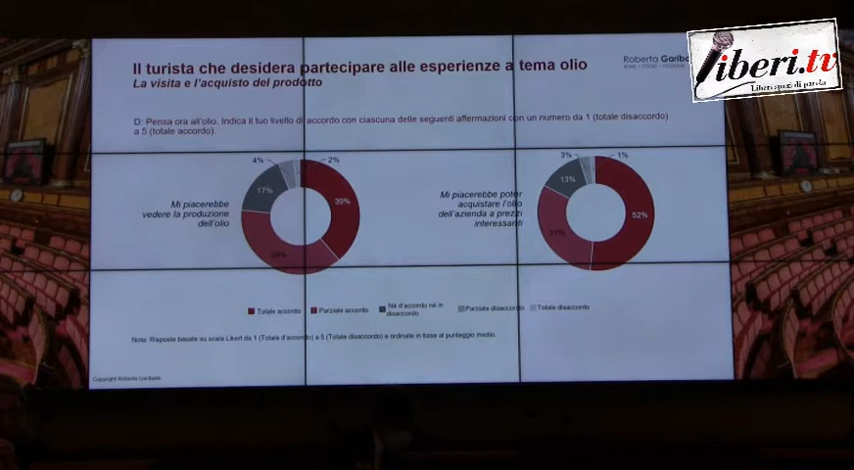 Il turista che desidera partecipare alle esperienze a tema olio
La visita e l'acquisto del prodotto
Roberta Garib
D: Pensa ora all'olio. Indica il tuo livello di accordo con ciascuna delle seguenti affermazioni con un numero da 1 (totale disaccordo)
a 5 (totale accordo)
Mi piacerebbe
vedere la produzione
dell'olio
4%
2%
17%
39%
Mi piacerebbe poter
acquistare l'olio
dell'azienda a prezzi
interessanti
3%
1%
13%
52%
Totale accordo
Parziale accordo
Né d'accordo né in
disaccordo
Parziale disaccordo
Totale disaccordo
Nota: Risposte basate su scala Likert da 1 (Totale d'accordo) a 5 (Totale disaccordo) e ordinate in base al punteggio medio.
Copyright Roberta Garibaldi
liberi.tv
Liberi spazi di parola